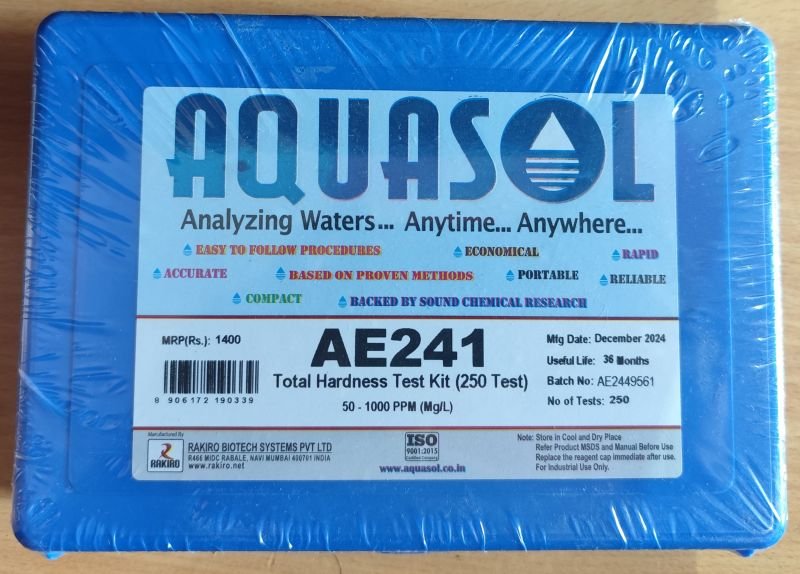 AQUASOL
Analyzing Waters... Anytime... Anywhere...
EASY TO FOLLOW PROCEDURES ECONOMICAL RAPID
ACCURATE BASED ON PROVEN METHODS PORTABLE RELIABLE
COMPACT BACKED BY SOUND CHEMICAL RESEARCH
MRP(Rs.): 1400
8 906172 190339
AE241
Total Hardness Test Kit (250 Test)
50 - 1000 PPM (Mg/L)
Mfg Date: December 2024
Useful Life: 36 Months
Batch No: AE2449561
No of Tests: 250
Manufactured By
RAKIRO
RAKIRO BIOTECH SYSTEMS PVT LTD
R466 MIDC RABALE, NAVI MUMBAI 400701 INDIA
www.rakiro.net
ISO
9001:2015
Certified Company
www.aquasol.co.in
Note: Store in Cool and Dry Place
Refer Product MSDS and Manual Before Use
Replace the reagent cap immediate after use.
For Industrial Use Only.